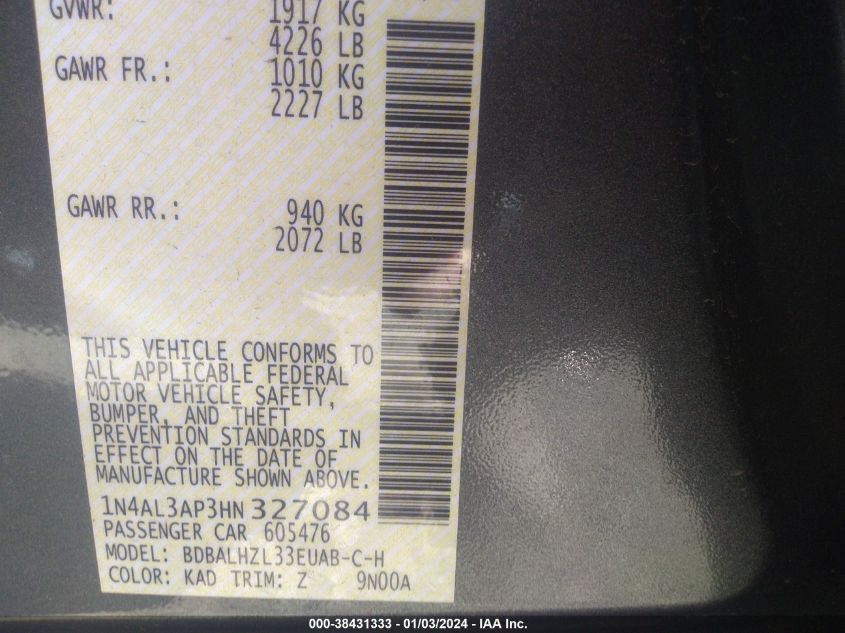 GVWR: 1917 KG
4226 LB
GAWR FR.: 1010 KG
2227 LB
GAWR RR.: 940 KG
2072 LB
THIS VEHICLE CONFORMS TO
ALL APPLICABLE FEDERAL
MOTOR VEHICLE SAFETY,
BUMPER, AND THEFT
PREVENTION STANDARDS IN
EFFECT ON THE DATE OF
MANUFACTURE SHOWN ABOVE.
1N4AL3AP3HN 327084
PASSENGER CAR 605476
MODEL: BDBALHZL33EUAB-C-H
COLOR: KAD TRIM: Z 9N00A
000-38431333 - 01/03/2024 - IAA Inc.